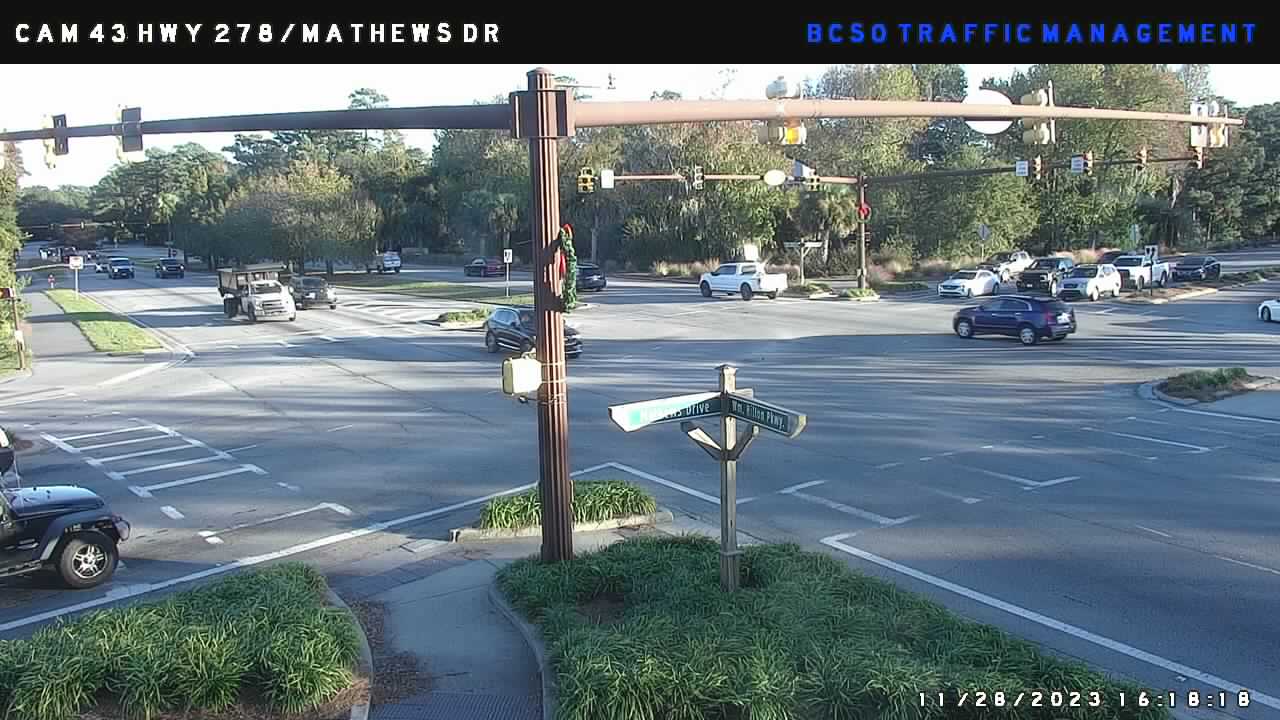 CAM 43 HWY 278/MATHEWS DR
BCSO TRAFFIC MANAGEMENT
Mathews Drive
Wm. Hilton Pkwy.
11/28/2023 16:18:18